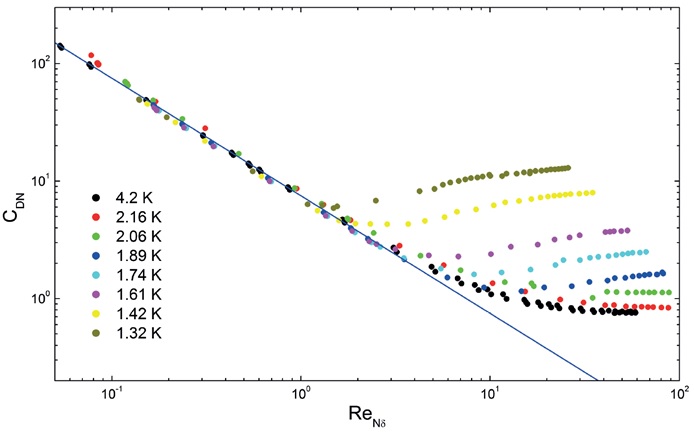 10²
10¹
10⁰
C_DN
4.2 K
2.16 K
2.06 K
1.89 K
1.74 K
1.61 K
1.42 K
1.32 K
10⁻¹ 10⁰ 10¹ 10²
Re_Nδ